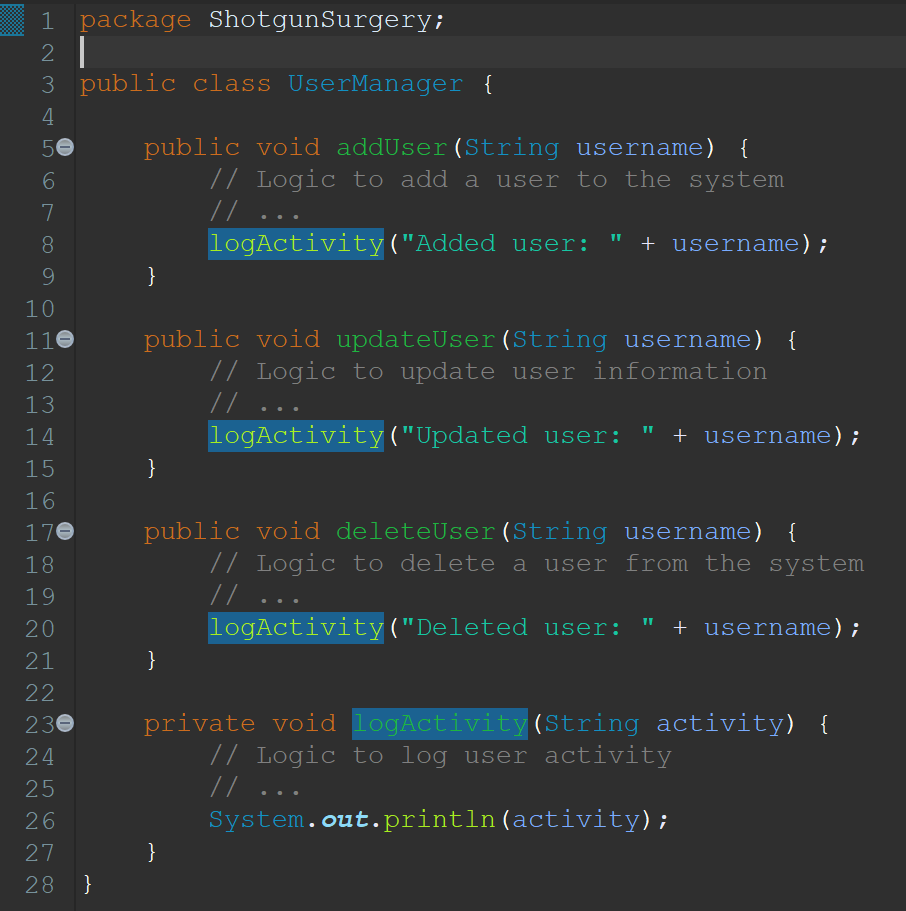 1 package ShotgunSurgery;
2
3 public class UserManager {
4
5 public void addUser(String username) {
6 // Logic to add a user to the system
7 // ...
8 logActivity("Added user: " + username);
9 }
10
11 public void updateUser(String username) {
12 // Logic to update user information
13 // ...
14 logActivity("Updated user: " + username);
15 }
16
17 public void deleteUser(String username) {
18 // Logic to delete a user from the system
19 // ...
20 logActivity("Deleted user: " + username);
21 }
22
23 private void logActivity(String activity) {
24 // Logic to log user activity
25 // ...
26 System.out.println(activity);
27 }
28 }